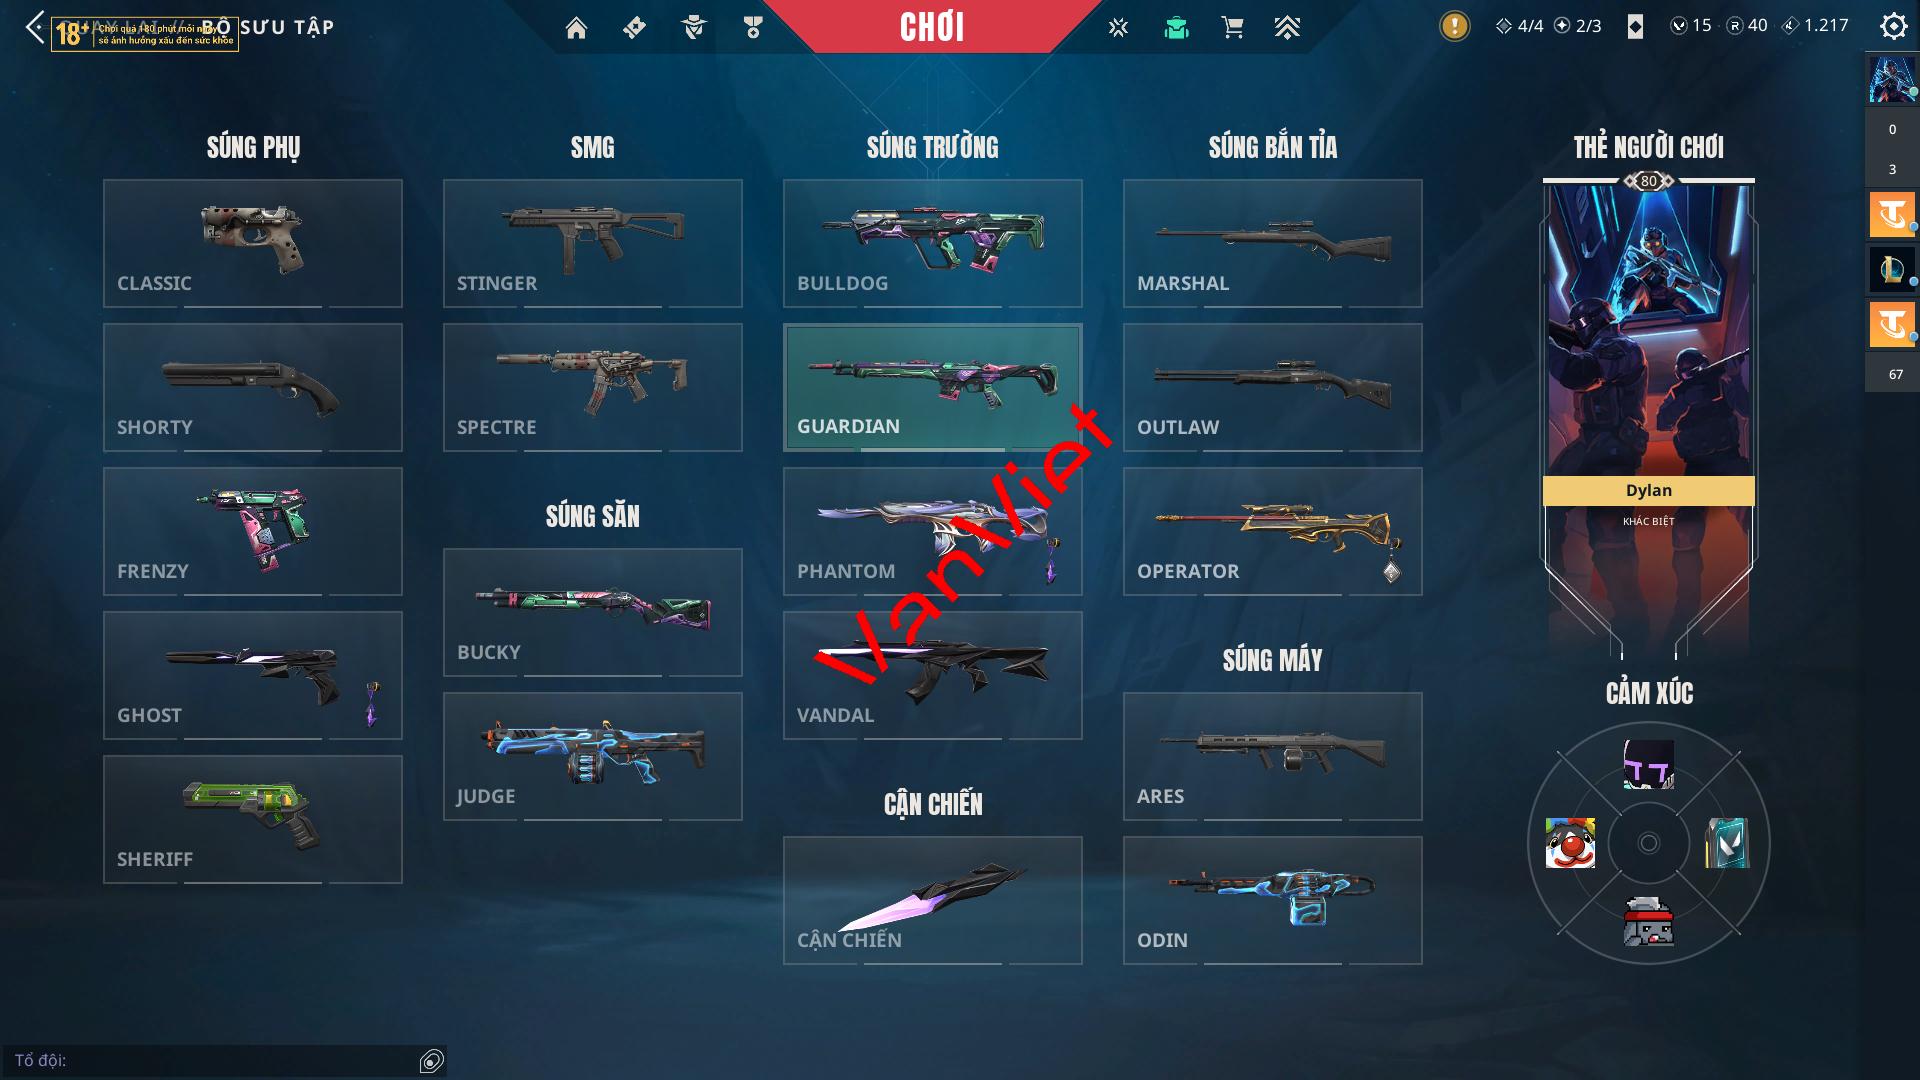 BỘ SƯU TẬP
18+
Chơi quá 180 phút mỗi ngày
sẽ ảnh hưởng xấu đến sức khỏe
CHƠI
4/4
2/3
15
40
1.217
0
3
67
SÚNG PHỤ
CLASSIC
SHORTY
FRENZY
GHOST
SHERIFF
SMG
STINGER
SPECTRE
SÚNG SĂN
BUCKY
JUDGE
SÚNG TRƯỜNG
BULLDOG
GUARDIAN
PHANTOM
VANDAL
CẬN CHIẾN
CẬN CHIẾN
SÚNG BẮN TỈA
MARSHAL
OUTLAW
OPERATOR
SÚNG MÁY
ARES
ODIN
THẺ NGƯỜI CHƠI
80
Dylan
KHÁC BIỆT
CẢM XÚC
VanViet
Tổ đội: